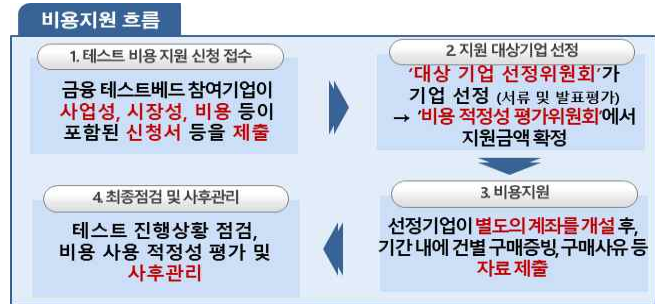 비용지원 흐름
1. 테스트 비용 지원 신청 접수
금융 테스트베드 참여기업이
사업성, 시장성, 비용 등이
포함된 신청서 등을 제출
2. 지원 대상기업 선정
'대상 기업 선정위원회'가
기업 선정 (서류 및 발표평가)
→ '비용 적정성 평가위원회'에서
지원금액 확정
3. 비용지원
선정기업이 별도의 계좌를 개설 후,
기간 내에 건별 구매증빙, 구매사유 등
자료 제출
4. 최종점검 및 사후관리
테스트 진행상황 점검,
비용 사용 적정성 평가 및
사후관리